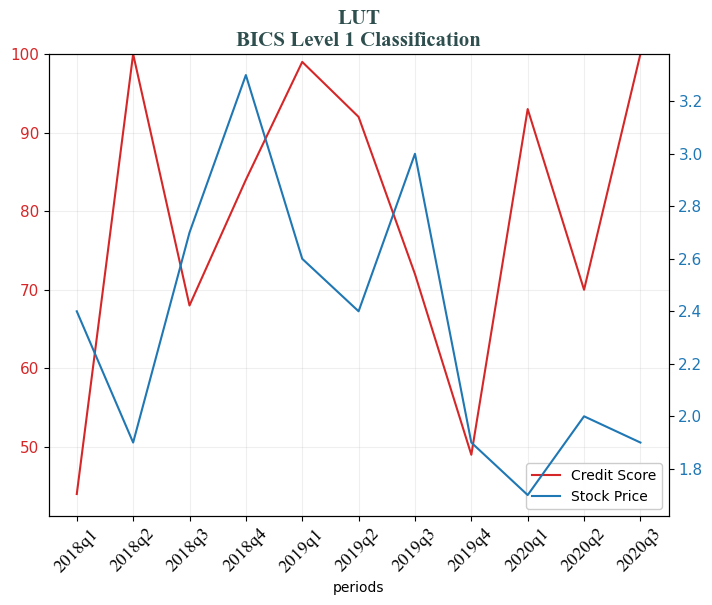 LUT
BICS Level 1 Classification
100
90
80
70
60
50
3.2
3.0
2.8
2.6
2.4
2.2
2.0
1.8
Credit Score
Stock Price
2018q1
2018q2
2018q3
2018q4
2019q1
2019q2
2019q3
2019q4
2020q1
2020q2
2020q3
periods